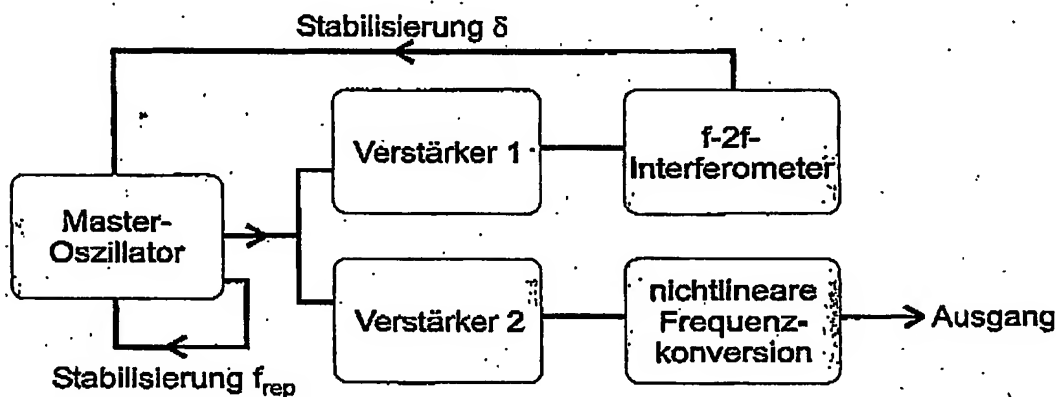 Stabilisierung δ
Verstärker 1
f-2f-
Interferometer
Master-
Oszillator
Verstärker 2
nichtlineare
Frequenz-
konversion
Ausgang
Stabilisierung f_rep